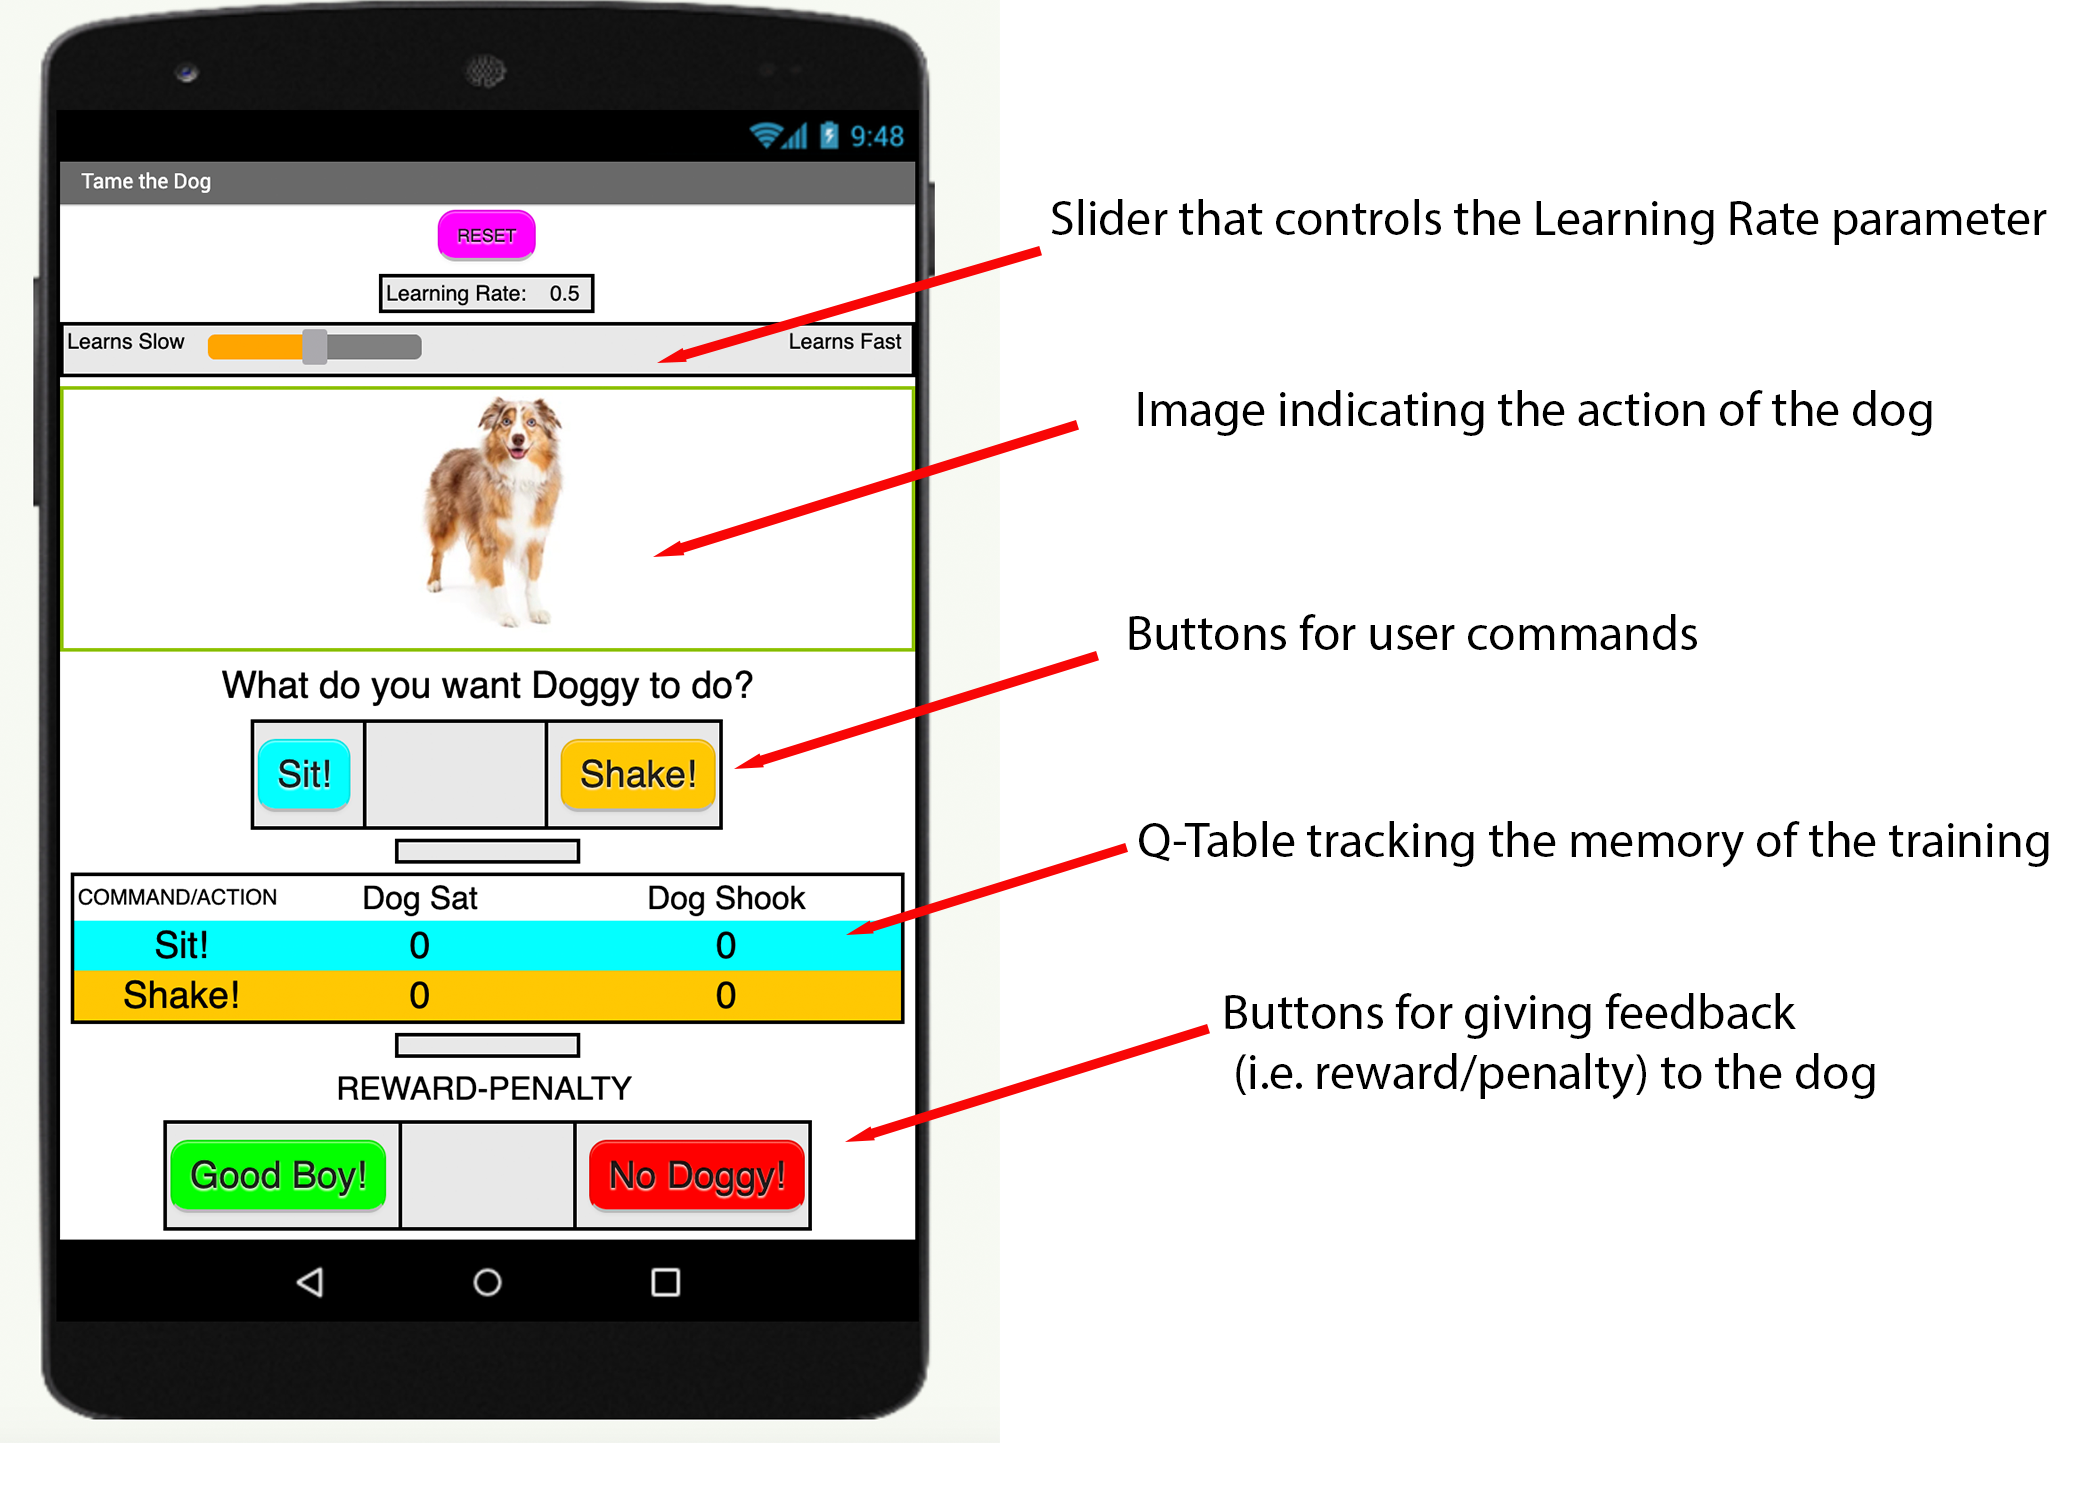 9:48
Tame the Dog
RESET
Learning Rate: 0.5
Learns Slow Learns Fast
What do you want Doggy to do?
Sit! Shake!
COMMAND/ACTION Dog Sat Dog Shook
Sit! 0 0
Shake! 0 0
REWARD-PENALTY
Good Boy! No Doggy!
Slider that controls the Learning Rate parameter
Image indicating the action of the dog
Buttons for user commands
Q-Table tracking the memory of the training
Buttons for giving feedback
(i.e. reward/penalty) to the dog